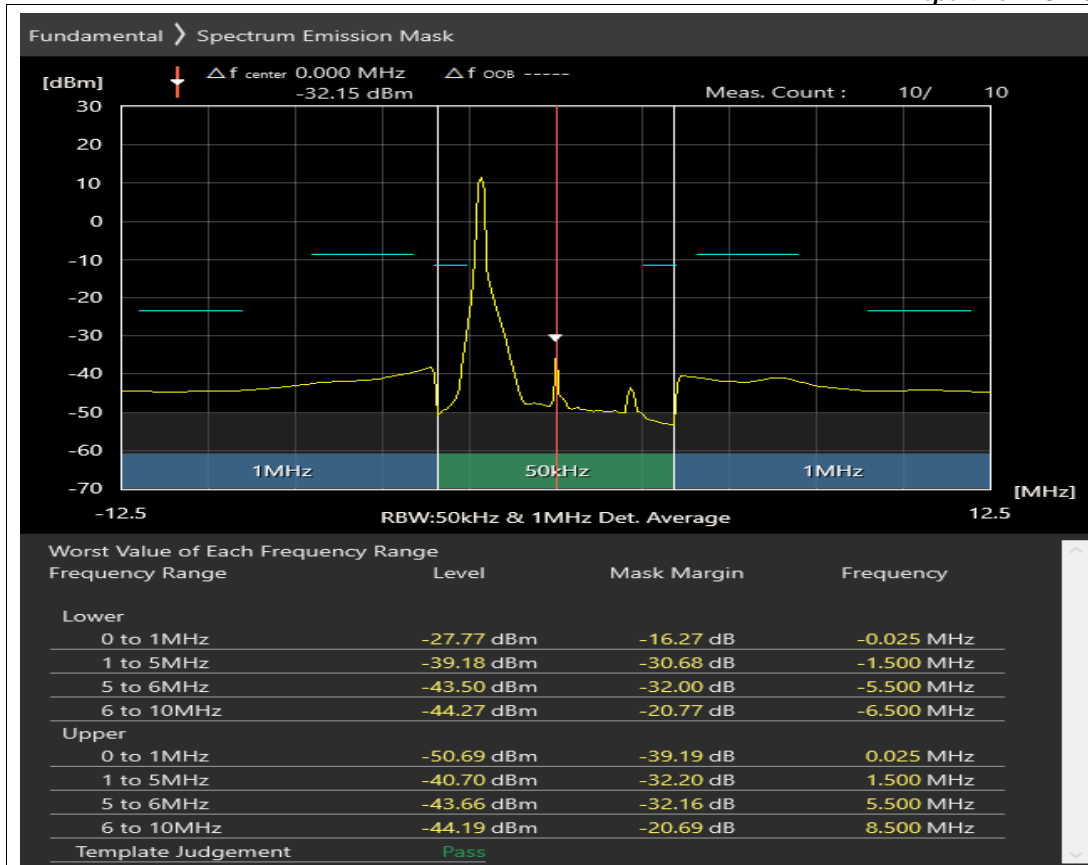 Fundamental ❯ Spectrum Emission Mask
[dBm] △ f center 0.000 MHz △ f OOB -----
-32.15 dBm Meas. Count : 10/ 10
30
20
10
0
-10
-20
-30
-40
-50
-60
1MHz 50kHz 1MHz
-70 [MHz]
-12.5 RBW:50kHz & 1MHz Det. Average 12.5
Worst Value of Each Frequency Range
Frequency Range Level Mask Margin Frequency
Lower
0 to 1MHz -27.77 dBm -16.27 dB -0.025 MHz
1 to 5MHz -39.18 dBm -30.68 dB -1.500 MHz
5 to 6MHz -43.50 dBm -32.00 dB -5.500 MHz
6 to 10MHz -44.27 dBm -20.77 dB -6.500 MHz
Upper
0 to 1MHz -50.69 dBm -39.19 dB 0.025 MHz
1 to 5MHz -40.70 dBm -32.20 dB 1.500 MHz
5 to 6MHz -43.66 dBm -32.16 dB 5.500 MHz
6 to 10MHz -44.19 dBm -20.69 dB 8.500 MHz
Template Judgement Pass